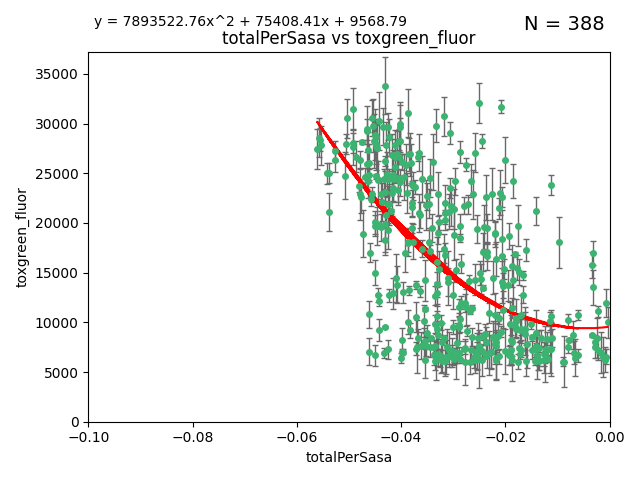 y = 7893522.76x^2 + 75408.41x + 9568.79
N = 388
totalPerSasa vs toxgreen_fluor
35000
30000
25000
20000
15000
10000
5000
0
toxgreen_fluor
−0.10
−0.08
−0.06
−0.04
−0.02
0.00
totalPerSasa